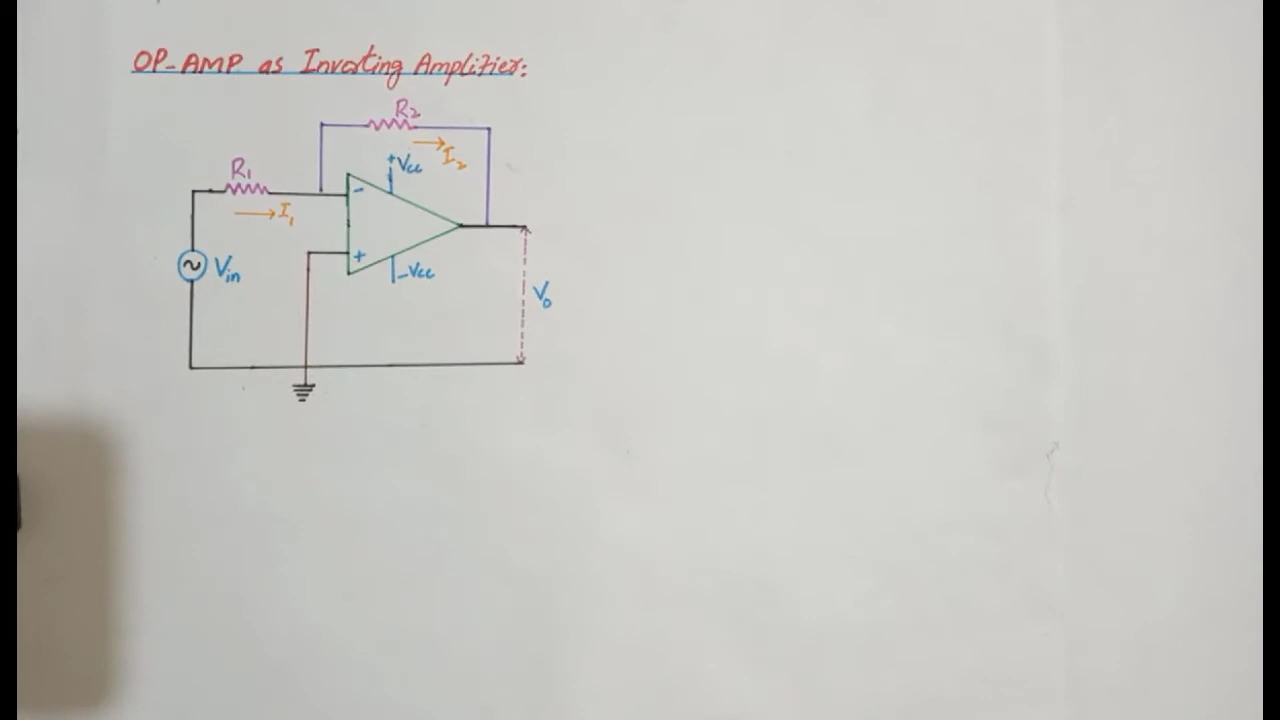 OP-AMP as Inverting Amplifier:
R2
+Vcc
I2
R1
-
I1
+
Vin
-Vcc
V0